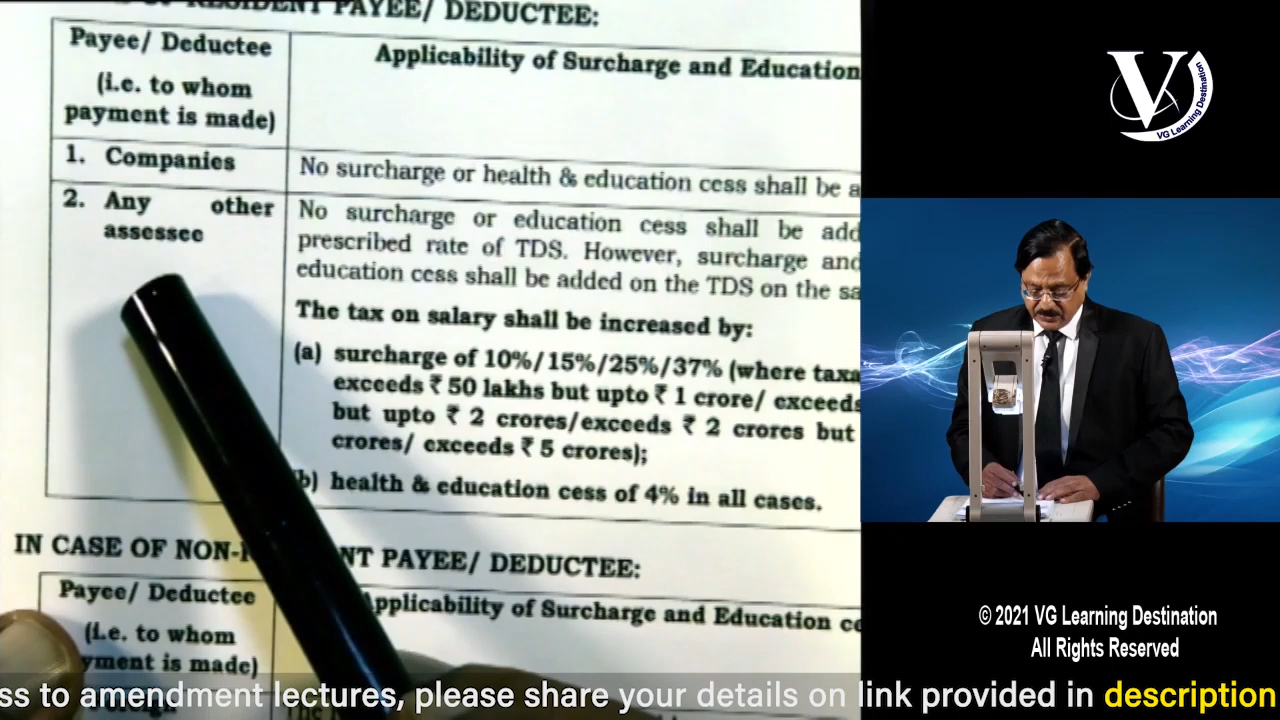 RESIDENT PAYEE/ DEDUCTEE:
Payee/ Deductee
(i.e. to whom
payment is made)
Applicability of Surcharge and Education
1. Companies
No surcharge or health & education cess shall be a
2. Any other
assessee
No surcharge or education cess shall be add
prescribed rate of TDS. However, surcharge and
education cess shall be added on the TDS on the sa
The tax on salary shall be increased by:
(a) surcharge of 10%/15%/25%/37% (where taxa
exceeds ₹ 50 lakhs but upto ₹ 1 crore/ exceeds
but upto ₹ 2 crores/exceeds ₹ 2 crores but
crores/ exceeds ₹ 5 crores);
b) health & education cess of 4% in all cases.
IN CASE OF NON- NT PAYEE/ DEDUCTEE:
Payee/ Deductee
(i.e. to whom
yment is made)
Applicability of Surcharge and Education ce
V
VG Learning Destination
© 2021 VG Learning Destination
All Rights Reserved
ss to amendment lectures, please share your details on link provided in description